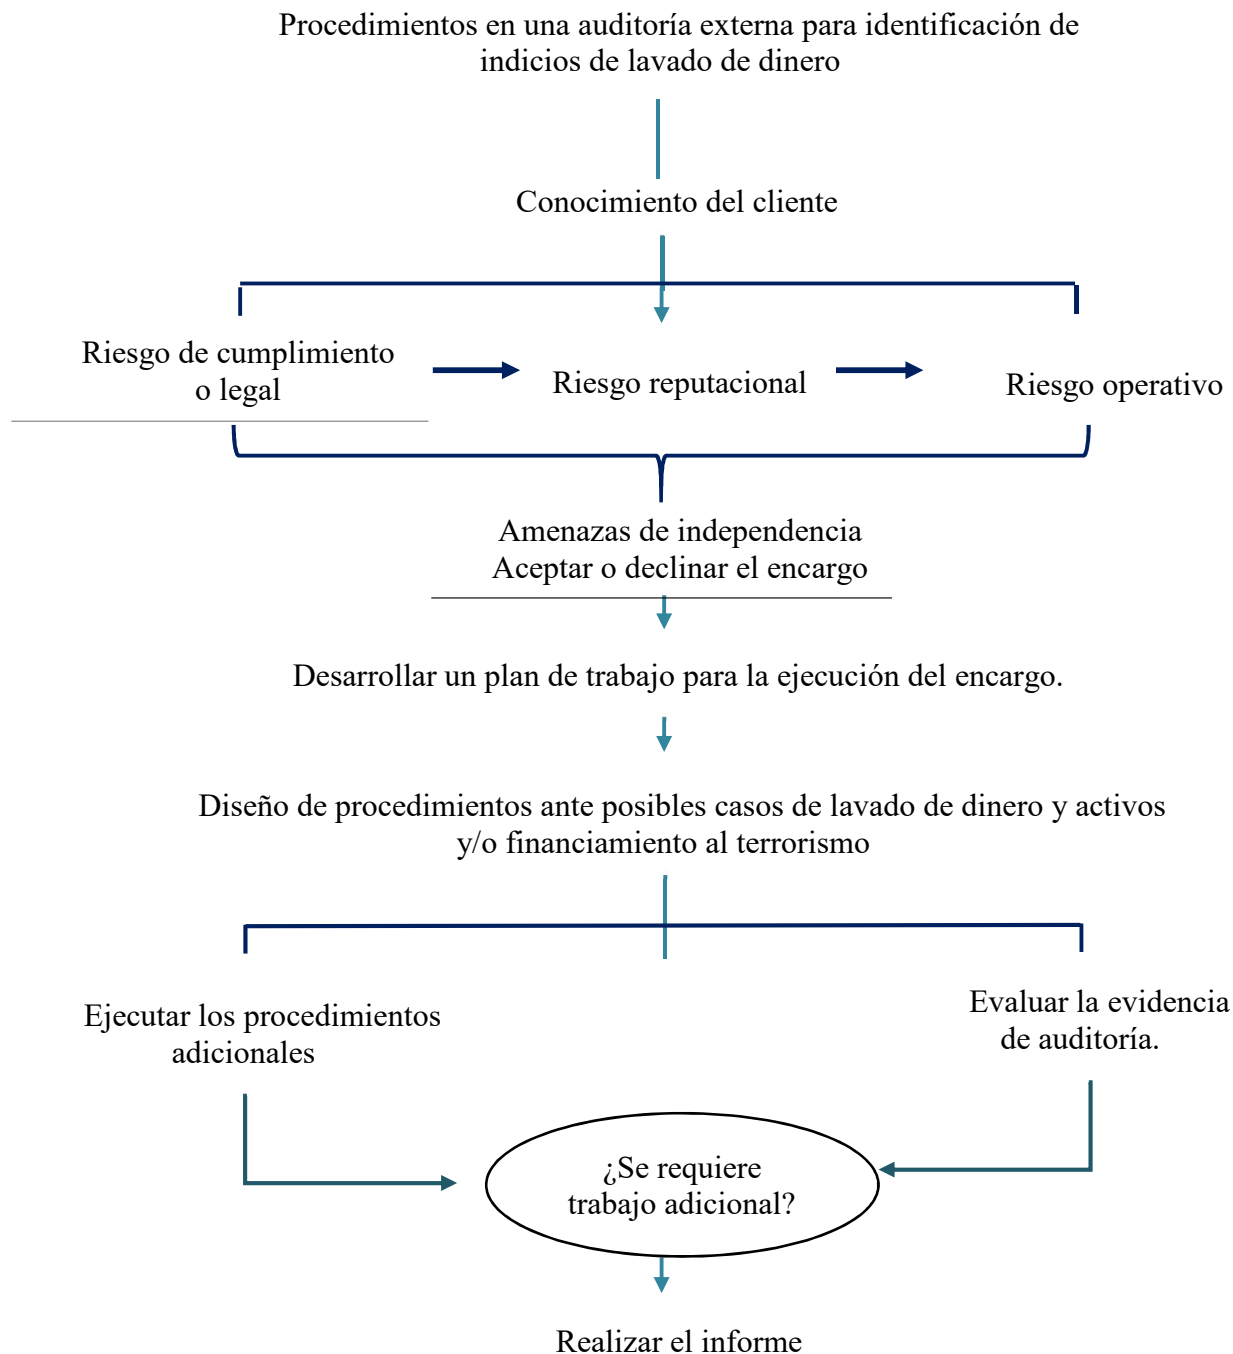 Procedimientos en una auditoría externa para identificación de
indicios de lavado de dinero
Conocimiento del cliente
Riesgo de cumplimiento
o legal
Riesgo reputacional
Riesgo operativo
Amenazas de independencia
Aceptar o declinar el encargo
Desarrollar un plan de trabajo para la ejecución del encargo.
Diseño de procedimientos ante posibles casos de lavado de dinero y activos
y/o financiamiento al terrorismo
Ejecutar los procedimientos
adicionales
Evaluar la evidencia
de auditoría.
¿Se requiere
trabajo adicional?
Realizar el informe